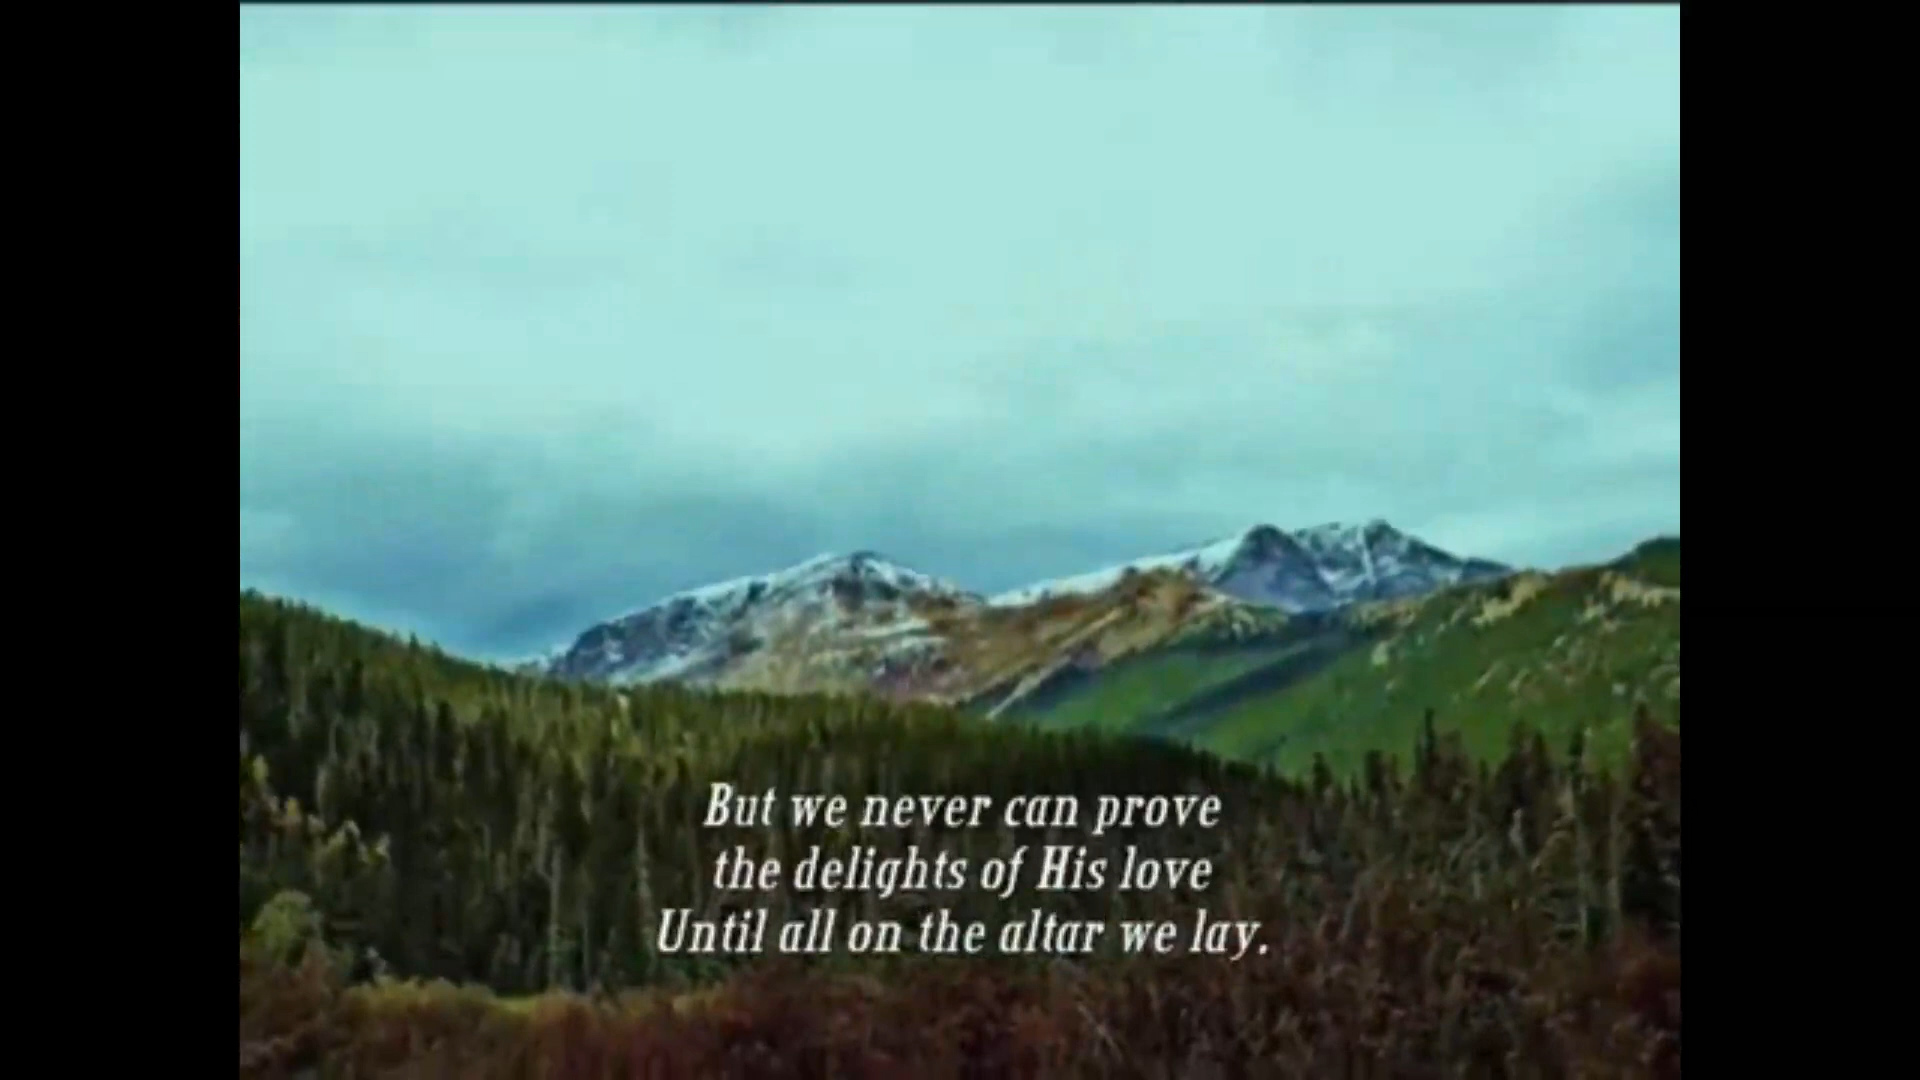 But we never can prove
the delights of His love
Until all on the altar we lay.